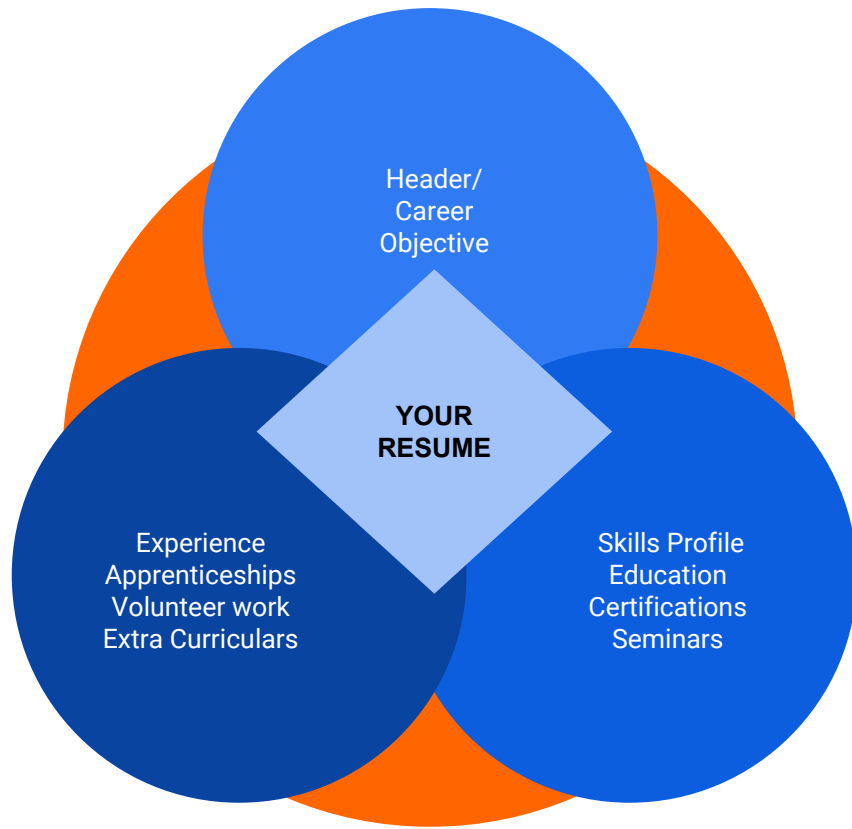 Header/
Career
Objective
YOUR
RESUME
Experience
Apprenticeships
Volunteer work
Extra Curriculars
Skills Profile
Education
Certifications
Seminars